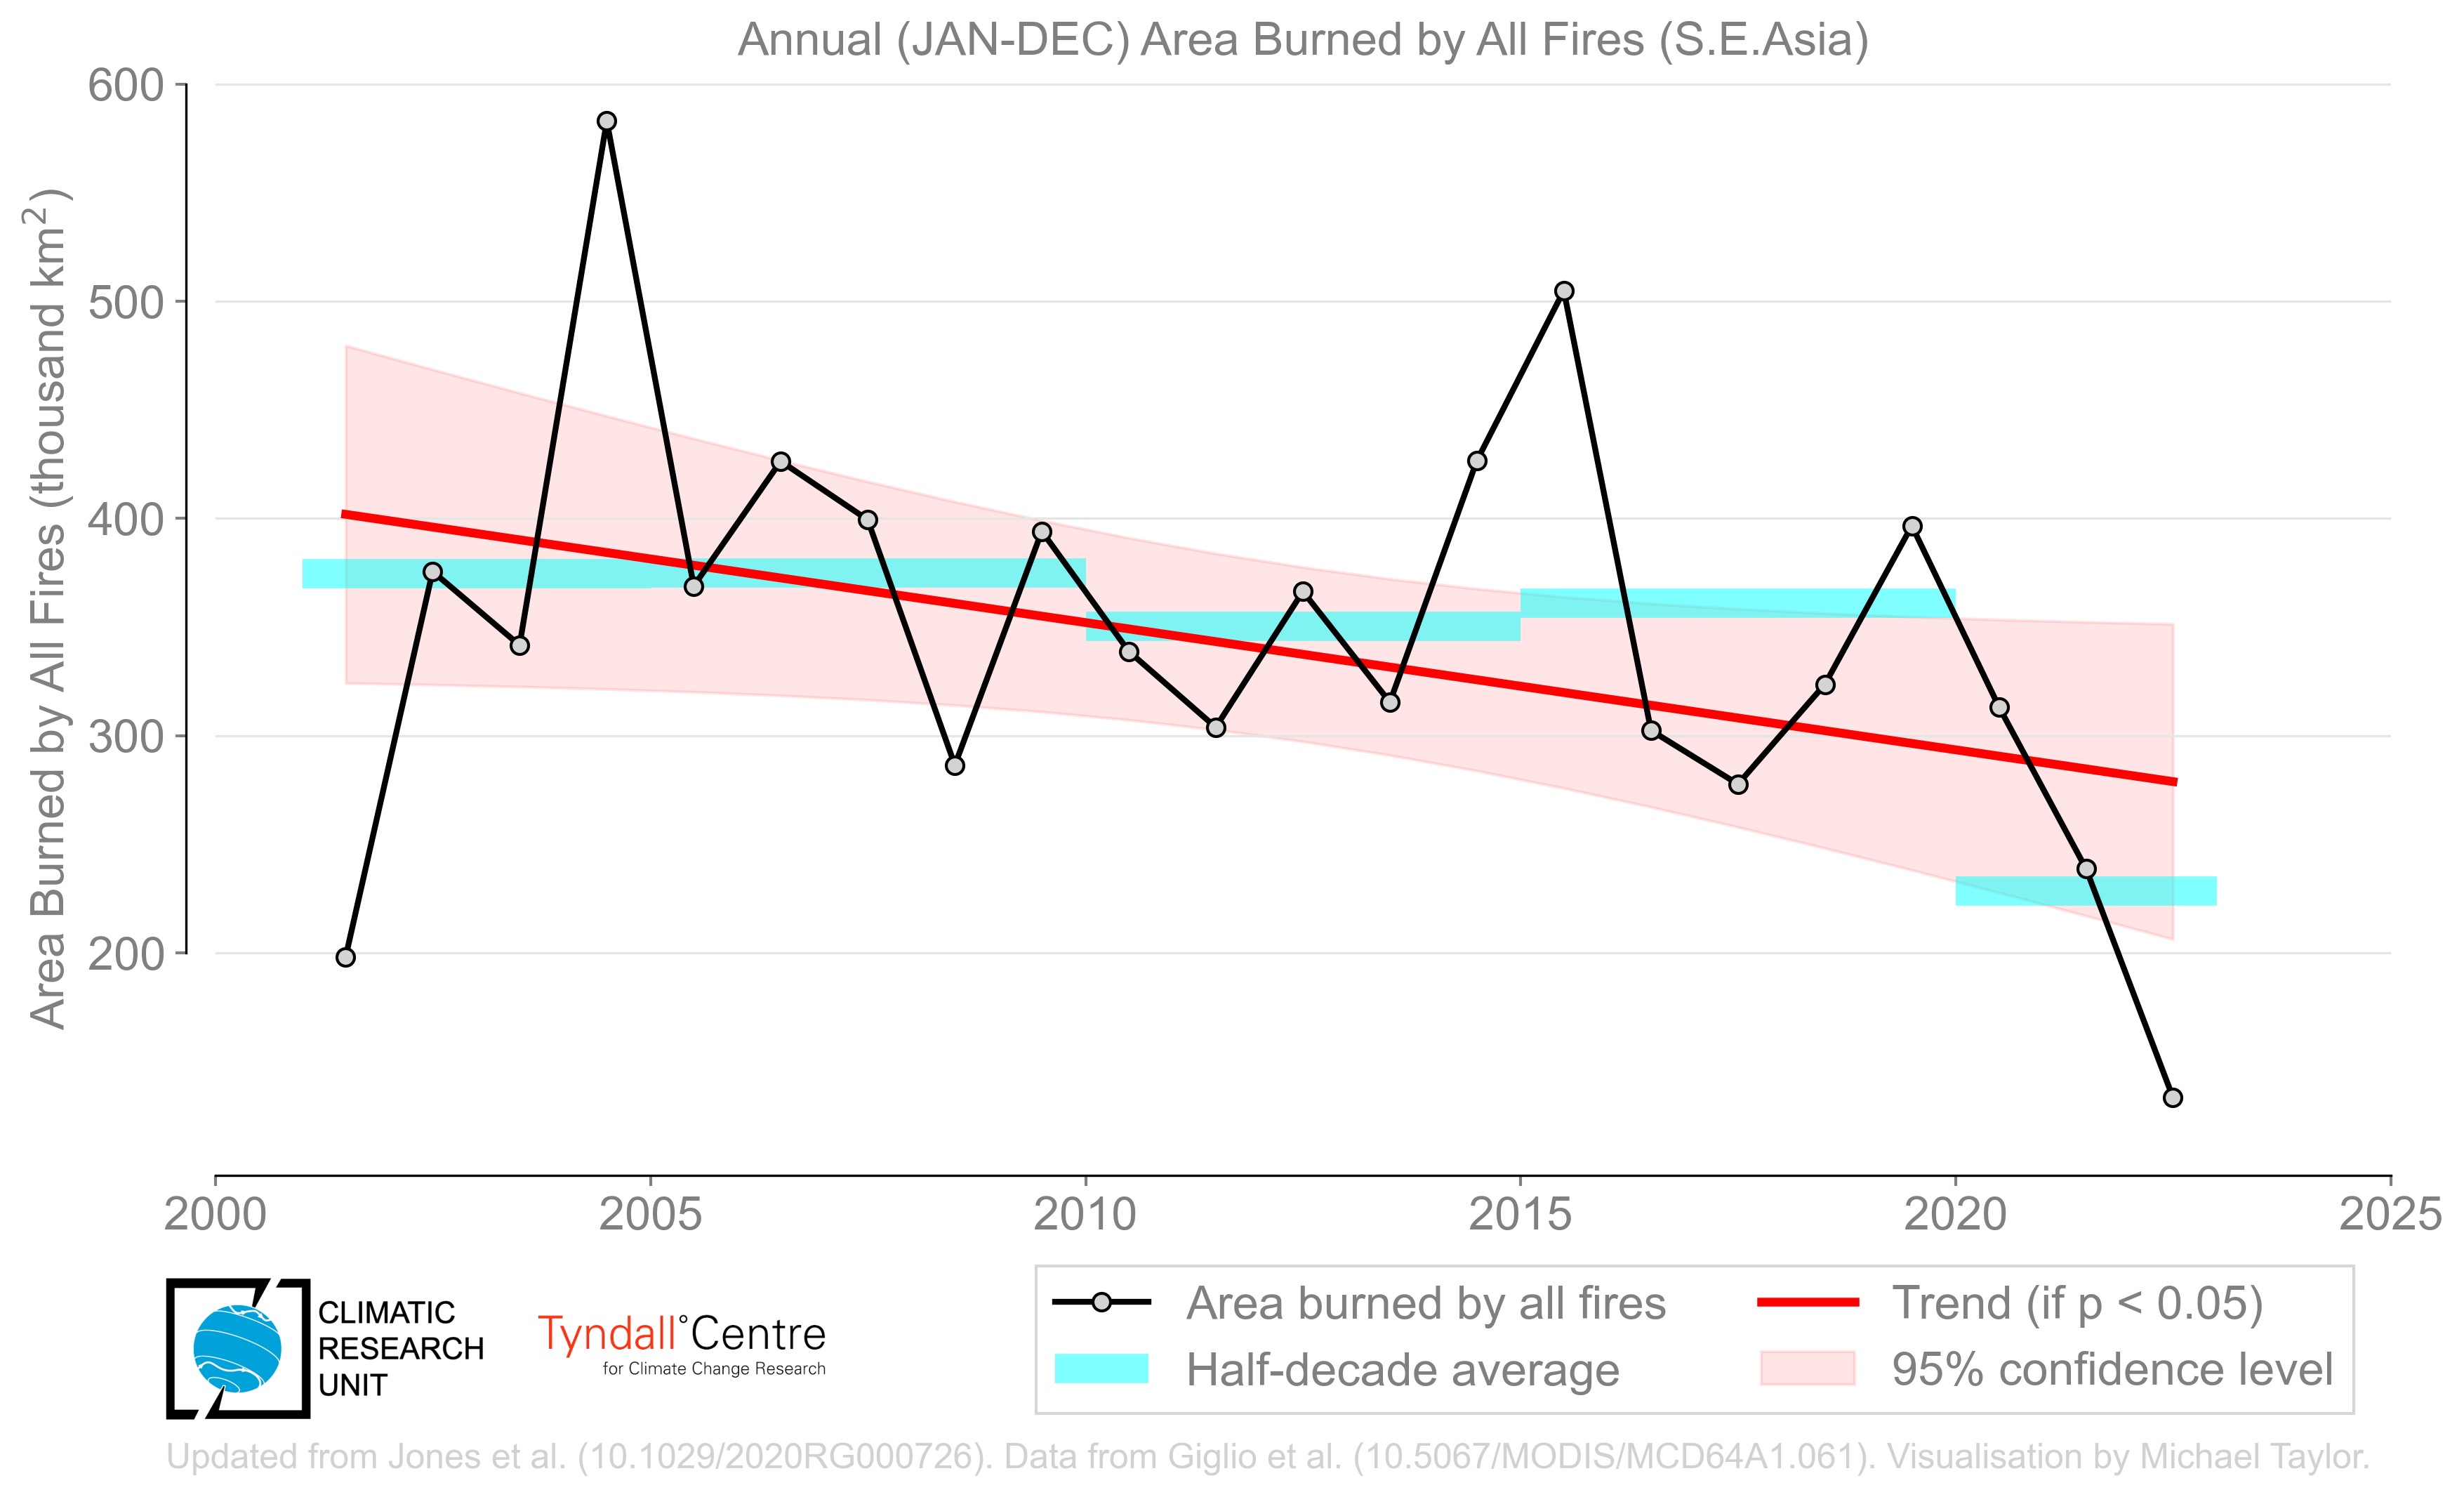 Annual (JAN-DEC) Area Burned by All Fires (S.E.Asia)
Area Burned by All Fires (thousand km²)
600
500
400
300
200
2000
2005
2010
2015
2020
2025
Area burned by all fires
Half-decade average
Trend (if p < 0.05)
95% confidence level
CLIMATIC
RESEARCH
UNIT
Tyndall°Centre
for Climate Change Research
Updated from Jones et al. (10.1029/2020RG000726). Data from Giglio et al. (10.5067/MODIS/MCD64A1.061). Visualisation by Michael Taylor.